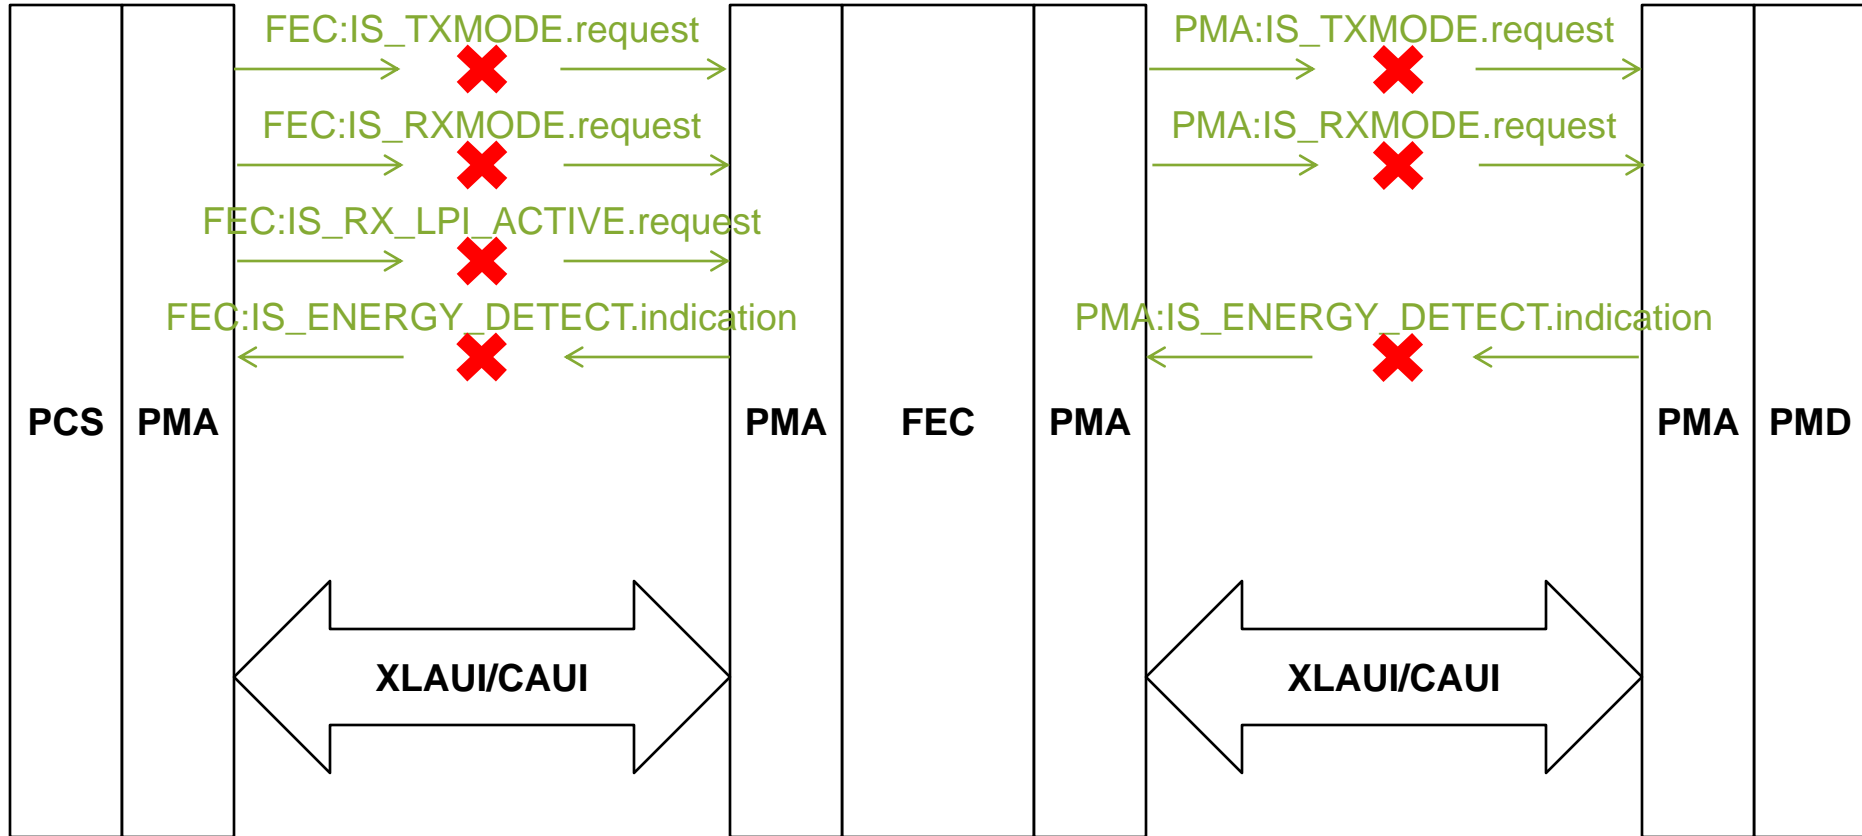 FEC:IS_TXMODE.request
PMA:IS_TXMODE.request
FEC:IS_RXMODE.request
PMA:IS_RXMODE.request
FEC:IS_RX_LPI_ACTIVE.request
FEC:IS_ENERGY_DETECT.indication
PMA:IS_ENERGY_DETECT.indication
PCS
PMA
PMA
FEC
PMA
PMA
PMD
XLAUI/CAUI
XLAUI/CAUI